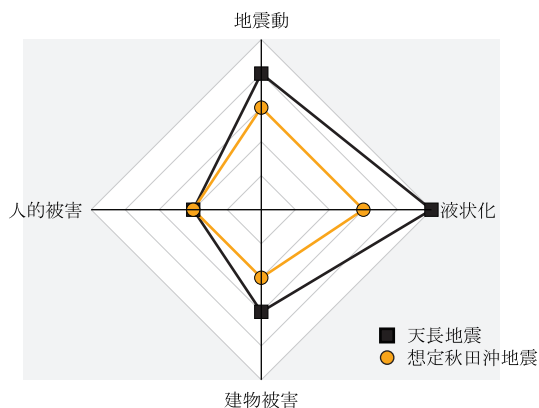 地震動
人的被害
液状化
天長地震
想定秋田沖地震
建物被害